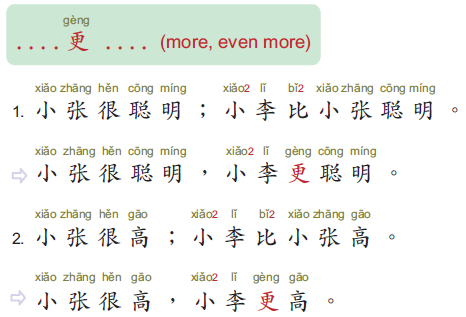 gèng
....更 .... (more, even more)
xiǎo zhāng hěn cōng míng xiǎo2 lǐ bǐ2 xiǎo zhāng cōng míng
1. 小张很聪明；小李比小张聪明。
xiǎo zhāng hěn cōng míng xiǎo2 lǐ gèng cōng míng
⇨ 小张很聪明，小李更聪明。
xiǎo zhāng hěn gāo xiǎo2 lǐ bǐ2 xiǎo zhāng gāo
2. 小张很高；小李比小张高。
xiǎo zhāng hěn gāo xiǎo2 lǐ gèng gāo
⇨ 小张很高，小李更高。